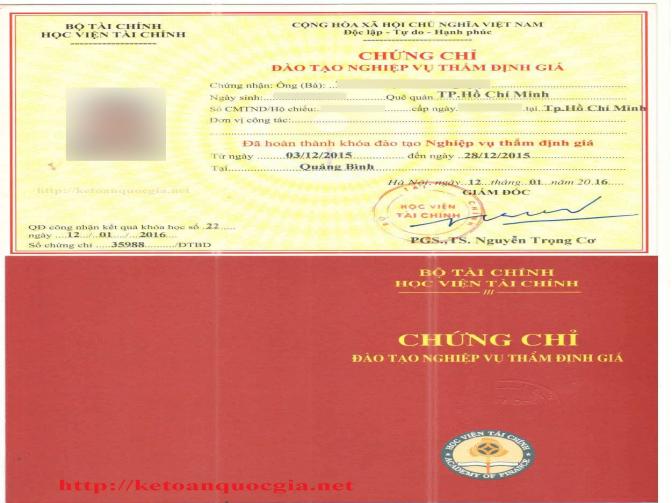 BỘ TÀI CHÍNH
HỌC VIỆN TÀI CHÍNH
CỘNG HÒA XÃ HỘI CHỦ NGHĨA VIỆT NAM
Độc lập - Tự do - Hạnh phúc
CHỨNG CHỈ
ĐÀO TẠO NGHIỆP VỤ THẨM ĐỊNH GIÁ
Chứng nhận: Ông (Bà): ...
Ngày sinh: Quê quán TP.Hồ Chí Minh
Số CMTND/Hộ chiếu: cấp ngày tại Tp.Hồ Chí Minh
Đơn vị công tác:
Đã hoàn thành khóa đào tạo Nghiệp vụ thẩm định giá
Từ ngày 03/12/2015 đến ngày 28/12/2015
Tại Quảng Bình
http://ketoanquocgia.net
Hà Nội, ngày 12 tháng 01 năm 2016
GIÁM ĐỐC
HỌC VIỆN
TÀI CHÍNH
QĐ công nhận kết quả khóa học số 22
ngày 12 / 01 / 2016
Số chứng chỉ 35988 /ĐTBD
PGS.,TS. Nguyễn Trọng Cơ
BỘ TÀI CHÍNH
HỌC VIỆN TÀI CHÍNH
///
CHỨNG CHỈ
ĐÀO TẠO NGHIỆP VỤ THẨM ĐỊNH GIÁ
HỌC VIỆN TÀI CHÍNH
ACADEMY OF FINANCE
http://ketoanquocgia.net